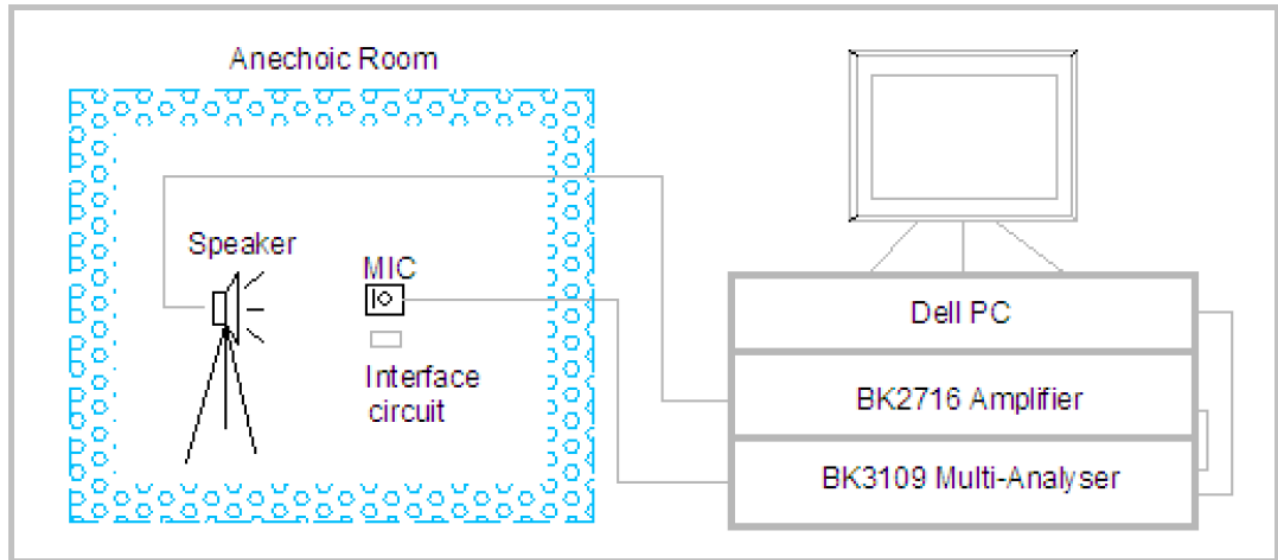 Anechoic Room
Speaker
MIC
Interface
circuit
Dell PC
BK2716 Amplifier
BK3109 Multi-Analyser